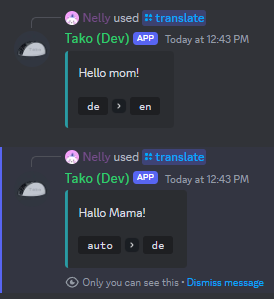 Nelly used translate
Tako (Dev) APP Today at 12:43 PM
Hello mom!
de > en
Nelly used translate
Tako (Dev) APP Today at 12:43 PM
Hallo Mama!
auto > de
Only you can see this • Dismiss message